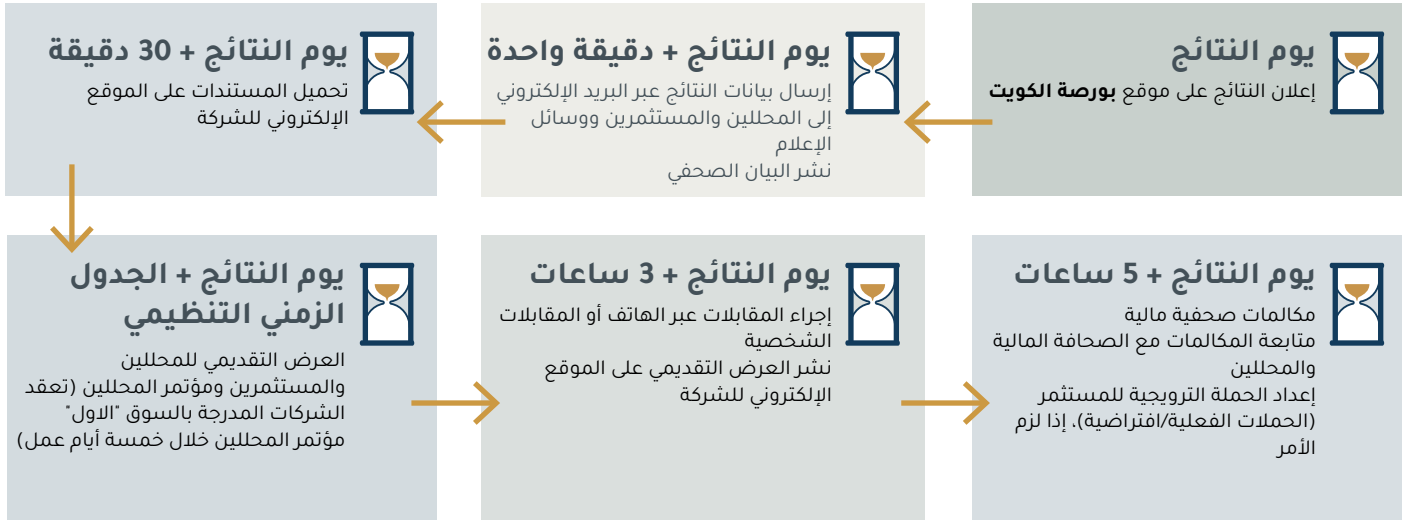 يوم النتائج
إعلان النتائج على موقع بورصة الكويت
يوم النتائج + دقيقة واحدة
إرسال بيانات النتائج عبر البريد الإلكتروني
إلى المحللين والمستثمرين ووسائل
الإعلام
نشر البيان الصحفي
يوم النتائج + 30 دقيقة
تحميل المستندات على الموقع
الإلكتروني للشركة
يوم النتائج + الجدول
الزمني التنظيمي
العرض التقديمي للمحللين
والمستثمرين ومؤتمر المحللين (تعقد
الشركات المدرجة بالسوق "الاول"
مؤتمر المحللين خلال خمسة أيام عمل)
يوم النتائج + 3 ساعات
إجراء المقابلات عبر الهاتف أو المقابلات
الشخصية
نشر العرض التقديمي على الموقع
الإلكتروني للشركة
يوم النتائج + 5 ساعات
مكالمات صحفية مالية
متابعة المكالمات مع الصحافة المالية
والمحللين
إعداد الحملة الترويجية للمستثمر
(الحملات الفعلية/افتراضية)، إذا لزم
الأمر